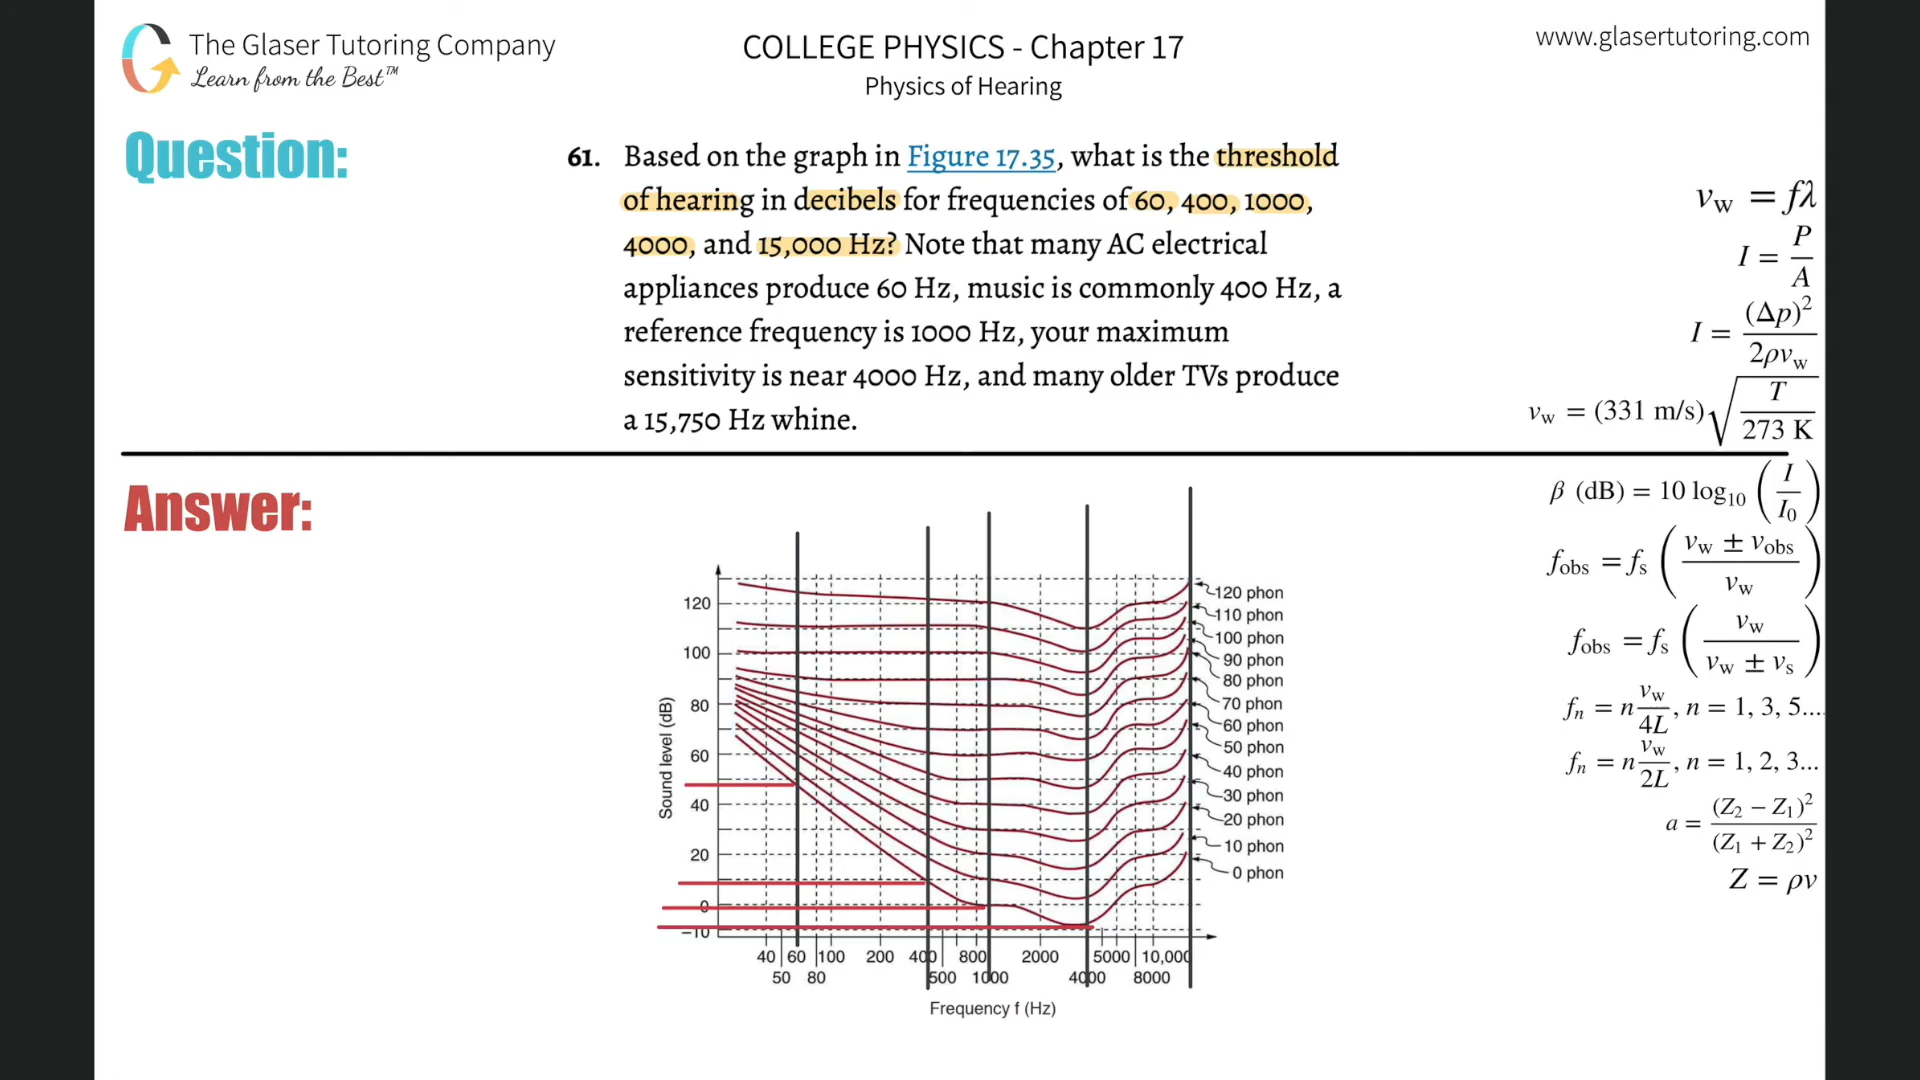 The Glaser Tutoring Company
Learn from the Best™
COLLEGE PHYSICS - Chapter 17
Physics of Hearing
www.glasertutoring.com
Question:
61. Based on the graph in Figure 17.35, what is the threshold
of hearing in decibels for frequencies of 60, 400, 1000,
4000, and 15,000 Hz? Note that many AC electrical
appliances produce 60 Hz, music is commonly 400 Hz, a
reference frequency is 1000 Hz, your maximum
sensitivity is near 4000 Hz, and many older TVs produce
a 15,750 Hz whine.
v_w = fλ
I = P/A
I = (Δp)²/2ρv_w
v_w = (331 m/s)√(T/273 K)
Answer:
β (dB) = 10 log₁₀ (I/I₀)
f_obs = f_s ((v_w ± v_obs)/v_w)
f_obs = f_s (v_w/(v_w ± v_s))
f_n = n v_w/4L, n = 1, 3, 5...
f_n = n v_w/2L, n = 1, 2, 3...
a = (Z₂ − Z₁)²/(Z₁ + Z₂)²
Z = ρv
Sound level (dB)
120
100
80
60
40
20
0
−10
120 phon
110 phon
100 phon
90 phon
80 phon
70 phon
60 phon
50 phon
40 phon
30 phon
20 phon
10 phon
0 phon
40 60 100 200 400 800 2000 5000 10,000
50 80 500 1000 4000 8000
Frequency f (Hz)